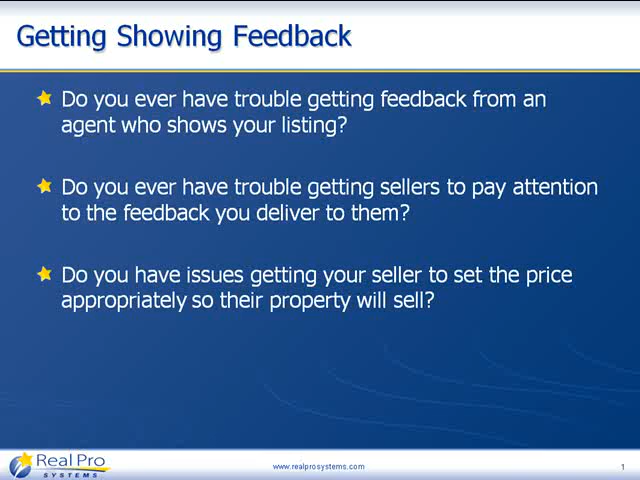 Getting Showing Feedback
Do you ever have trouble getting feedback from an
agent who shows your listing?
Do you ever have trouble getting sellers to pay attention
to the feedback you deliver to them?
Do you have issues getting your seller to set the price
appropriately so their property will sell?
Real Pro
SYSTEMS
www.realprosystems.com
1